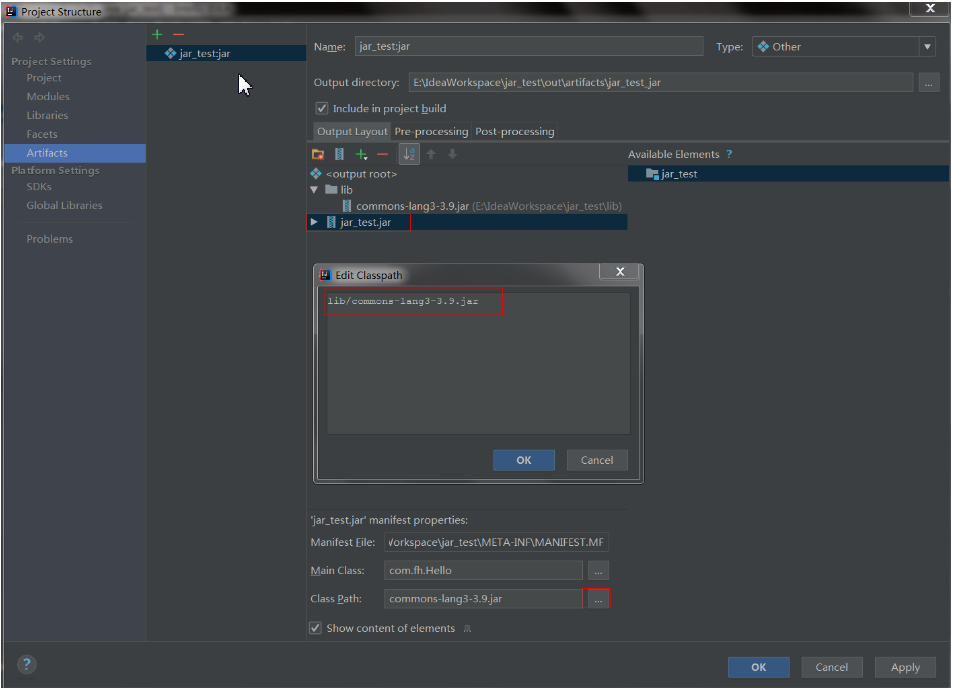 Project Structure
Project Settings
Project
Modules
Libraries
Facets
Artifacts
Platform Settings
SDKs
Global Libraries
Problems
jar_test:jar
Name: jar_test:jar Type: Other
Output directory: E:\IdeaWorkspace\jar_test\out\artifacts\jar_test_jar ...
Include in project build
Output Layout Pre-processing Post-processing
Available Elements ?
<output root>
jar_test
lib
commons-lang3-3.9.jar (E:\IdeaWorkspace\jar_test\lib)
jar_test.jar
Edit Classpath
lib/commons-lang3-3.9.jar
OK Cancel
'jar_test.jar' manifest properties:
Manifest File: Vorkspace\jar_test\META-INF\MANIFEST.MF
Main Class: com.fh.Hello ...
Class Path: commons-lang3-3.9.jar ...
Show content of elements
? OK Cancel Apply